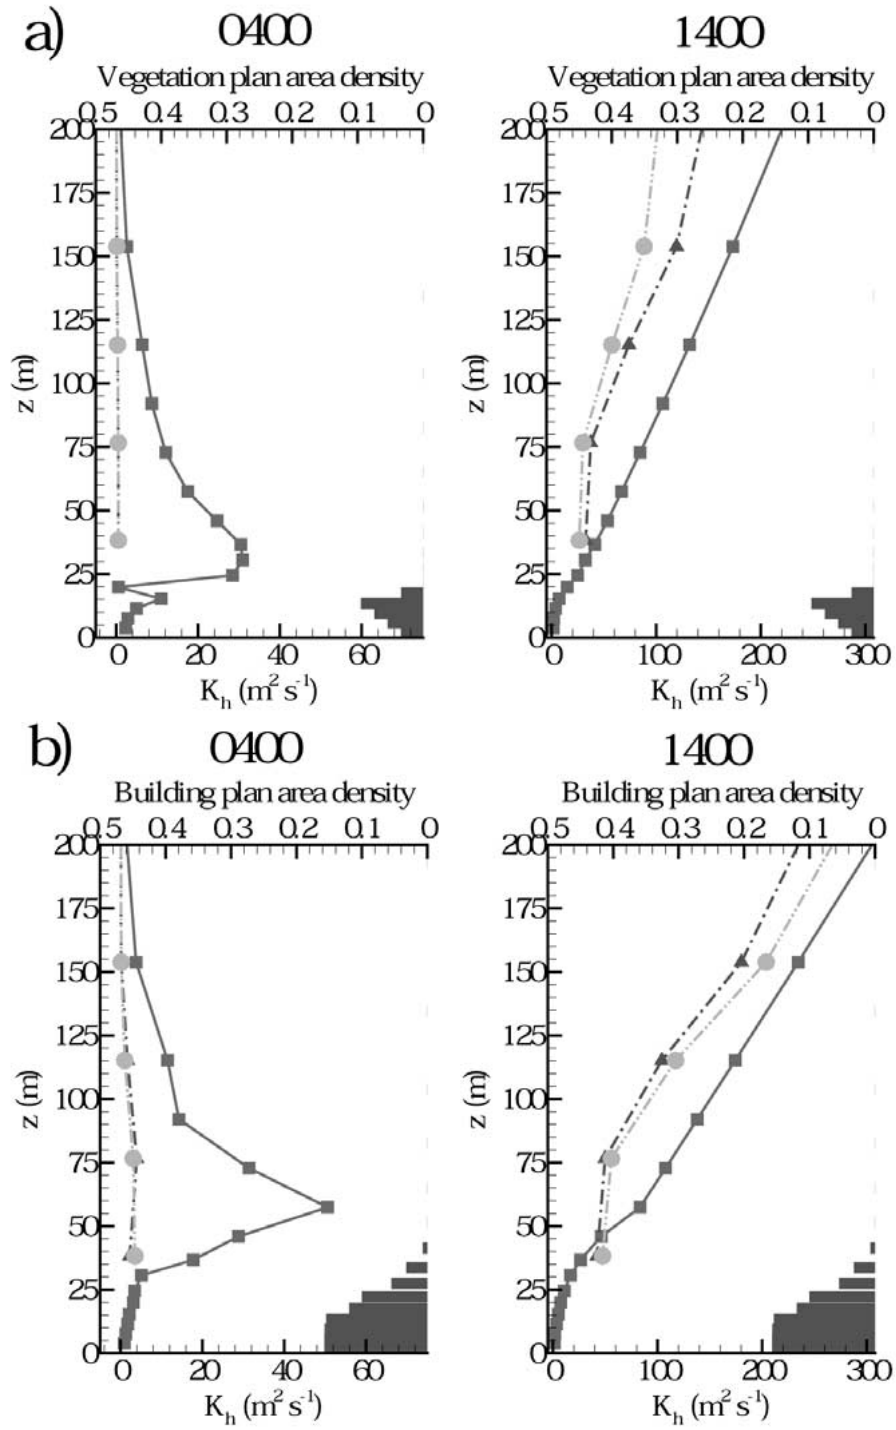 a)
0400 1400
Vegetation plan area density Vegetation plan area density
0.5 0.4 0.3 0.2 0.1 0 0.5 0.4 0.3 0.2 0.1 0
200 200
175 175
150 150
125 125
z (m) z (m)
100 100
75 75
50 50
25 25
0 0
0 20 40 60 0 100 200 300
K_h (m² s⁻¹) K_h (m² s⁻¹)
b)
0400 1400
Building plan area density Building plan area density
0.5 0.4 0.3 0.2 0.1 0 0.5 0.4 0.3 0.2 0.1 0
200 200
175 175
150 150
125 125
z (m) z (m)
100 100
75 75
50 50
25 25
0 0
0 20 40 60 0 100 200 300
K_h (m² s⁻¹) K_h (m² s⁻¹)